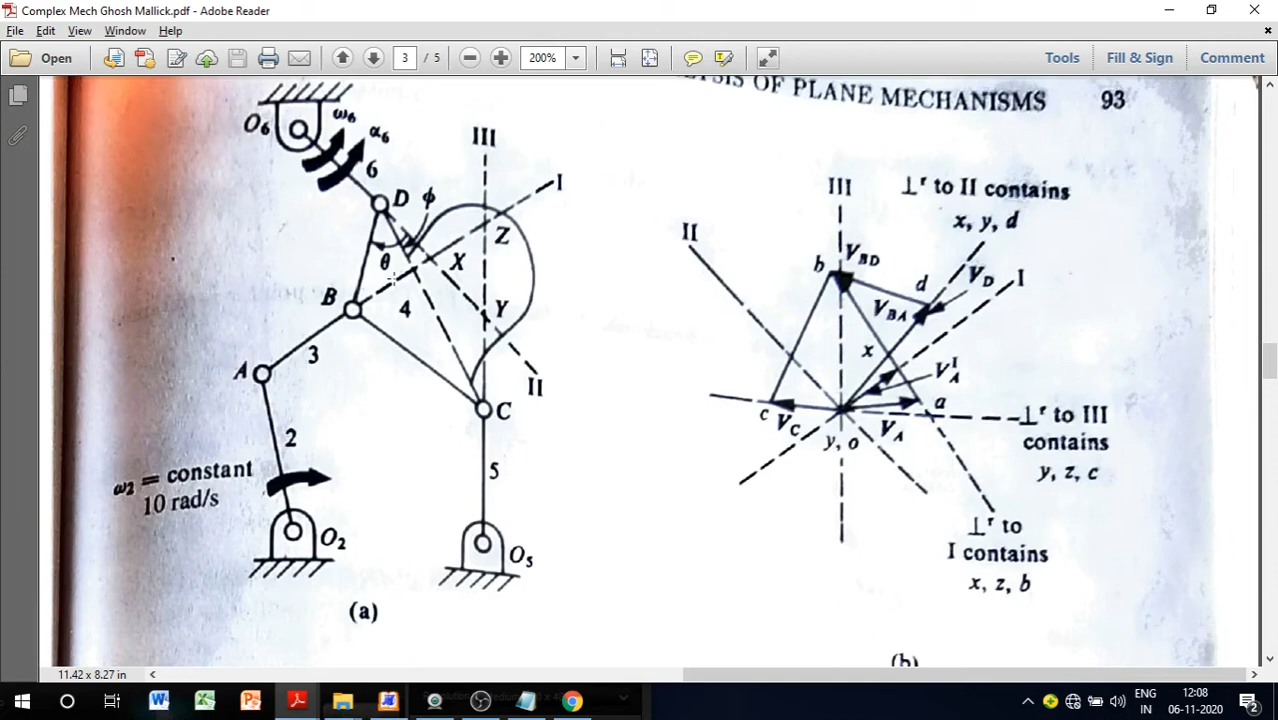 Complex Mech Ghosh Mallick.pdf - Adobe Reader
File Edit View Window Help
Open 3 / 5 200% Tools Fill & Sign Comment
OF PLANE MECHANISMS 93
O6
ω6
α6
6
III
I
D
ϕ
Z
θ
X
B
4
Y
3
A
II
C
2
5
ω2 = constant
10 rad/s
O2
O5
(a)
III
⊥r to II contains
x, y, d
II
b
VBD
d
VD
I
VBA
x
VAI
a
c
VC
VA
y, o
⊥r to III
contains
y, z, c
⊥r to
I contains
x, z, b
11.42 x 8.27 in
ENG
IN
12:08
06-11-2020
2